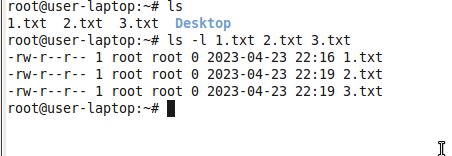 root@user-laptop:~# ls
1.txt  2.txt  3.txt  Desktop
root@user-laptop:~# ls -l 1.txt 2.txt 3.txt
-rw-r--r-- 1 root root 0 2023-04-23 22:16 1.txt
-rw-r--r-- 1 root root 0 2023-04-23 22:19 2.txt
-rw-r--r-- 1 root root 0 2023-04-23 22:19 3.txt
root@user-laptop:~#